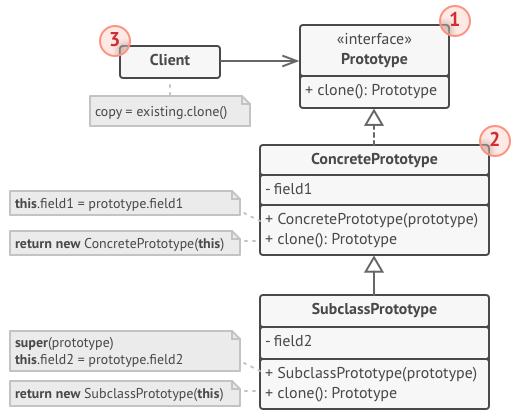 3
Client
copy = existing.clone()
1
«interface»
Prototype
+ clone(): Prototype
2
ConcretePrototype
- field1
+ ConcretePrototype(prototype)
+ clone(): Prototype
this.field1 = prototype.field1
return new ConcretePrototype(this)
SubclassPrototype
- field2
+ SubclassPrototype(prototype)
+ clone(): Prototype
super(prototype)
this.field2 = prototype.field2
return new SubclassPrototype(this)